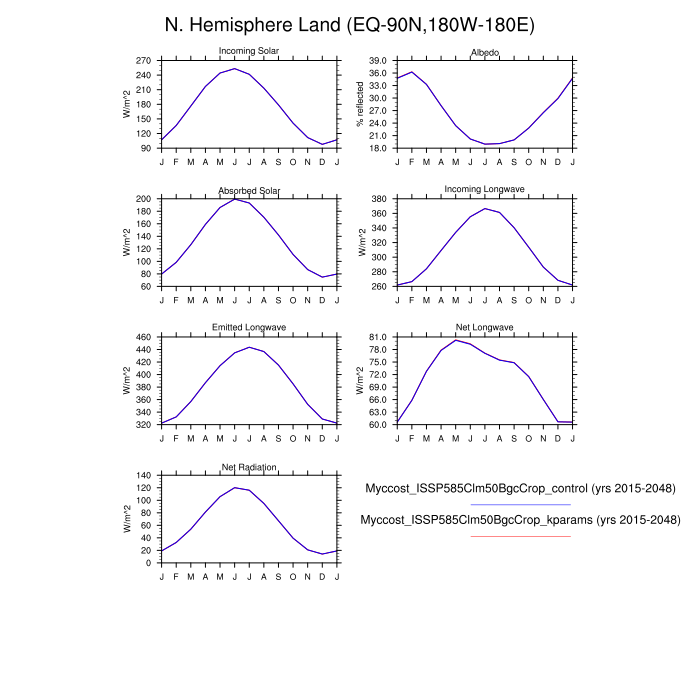 N. Hemisphere Land (EQ-90N,180W-180E)
Incoming Solar
W/m^2
270
240
210
180
150
120
90
J F M A M J J A S O N D J
Albedo
% reflected
39.0
36.0
33.0
30.0
27.0
24.0
21.0
18.0
J F M A M J J A S O N D J
Absorbed Solar
W/m^2
200
180
160
140
120
100
80
60
J F M A M J J A S O N D J
Incoming Longwave
W/m^2
380
360
340
320
300
280
260
J F M A M J J A S O N D J
Emitted Longwave
W/m^2
460
440
420
400
380
360
340
320
J F M A M J J A S O N D J
Net Longwave
W/m^2
81.0
78.0
75.0
72.0
69.0
66.0
63.0
60.0
J F M A M J J A S O N D J
Net Radiation
W/m^2
140
120
100
80
60
40
20
0
J F M A M J J A S O N D J
Myccost_ISSP585Clm50BgcCrop_control (yrs 2015-2048)
Myccost_ISSP585Clm50BgcCrop_kparams (yrs 2015-2048)